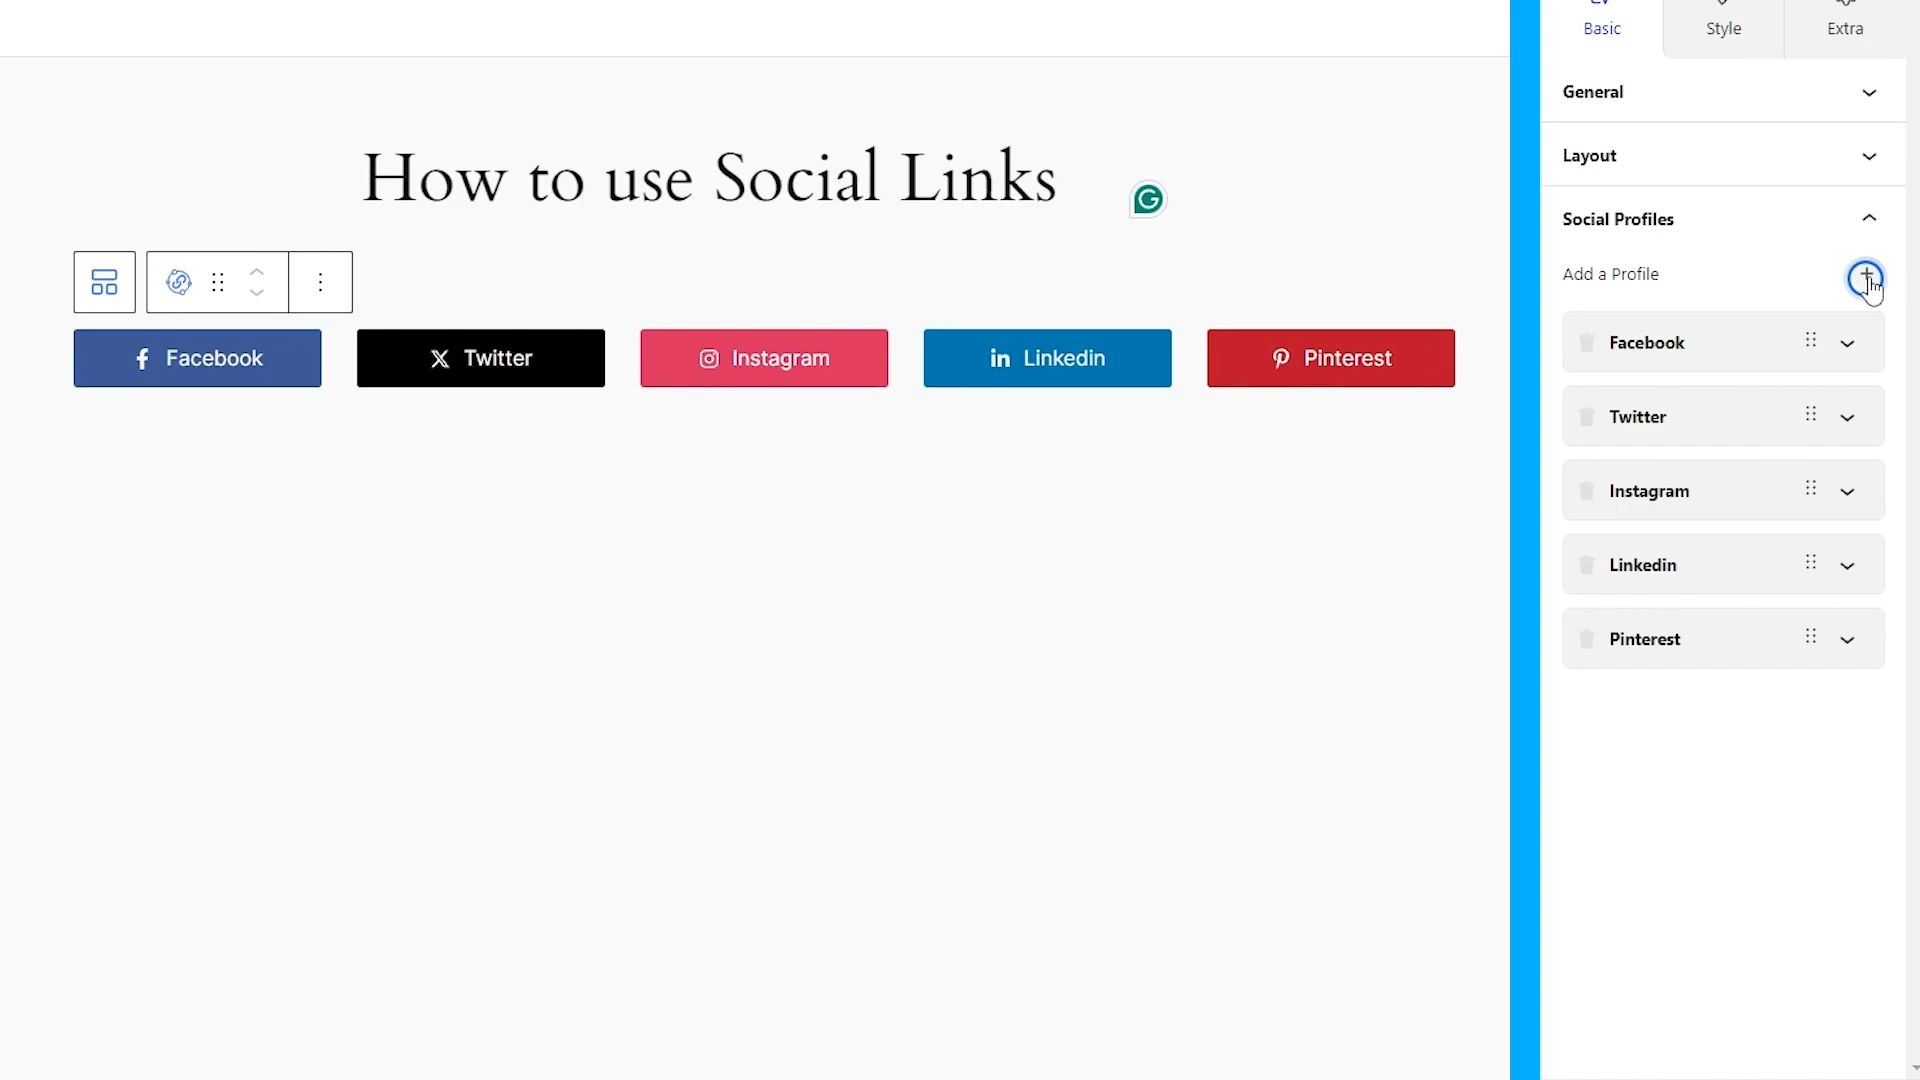 Basic
Style
Extra
General
Layout
How to use Social Links
Social Profiles
Add a Profile
Facebook
Twitter
Instagram
Linkedin
Pinterest
Facebook
Twitter
Instagram
Linkedin
Pinterest